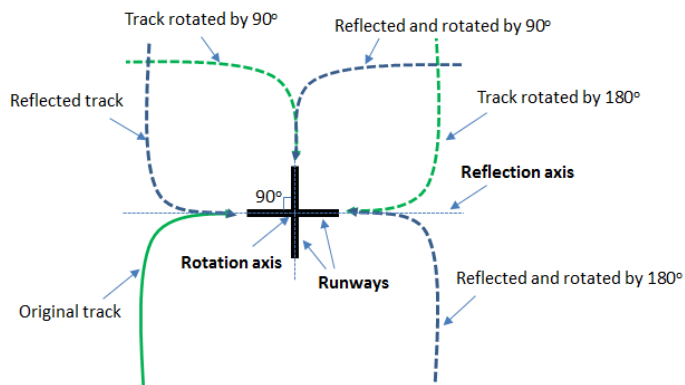 Track rotated by 90°
Reflected and rotated by 90°
Reflected track
Track rotated by 180°
Reflection axis
90°
Rotation axis
Runways
Reflected and rotated by 180°
Original track